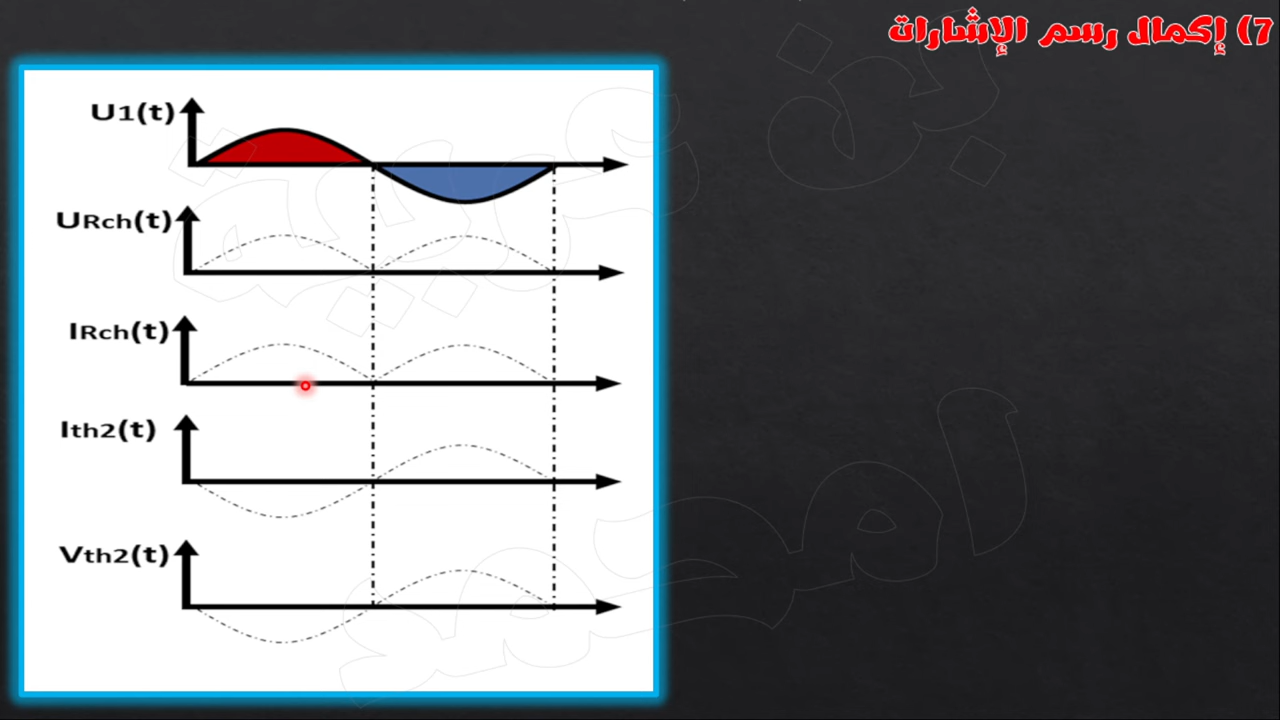 7) إكمال رسم الإشارات
U1(t)
URch(t)
IRch(t)
Ith2(t)
Vth2(t)